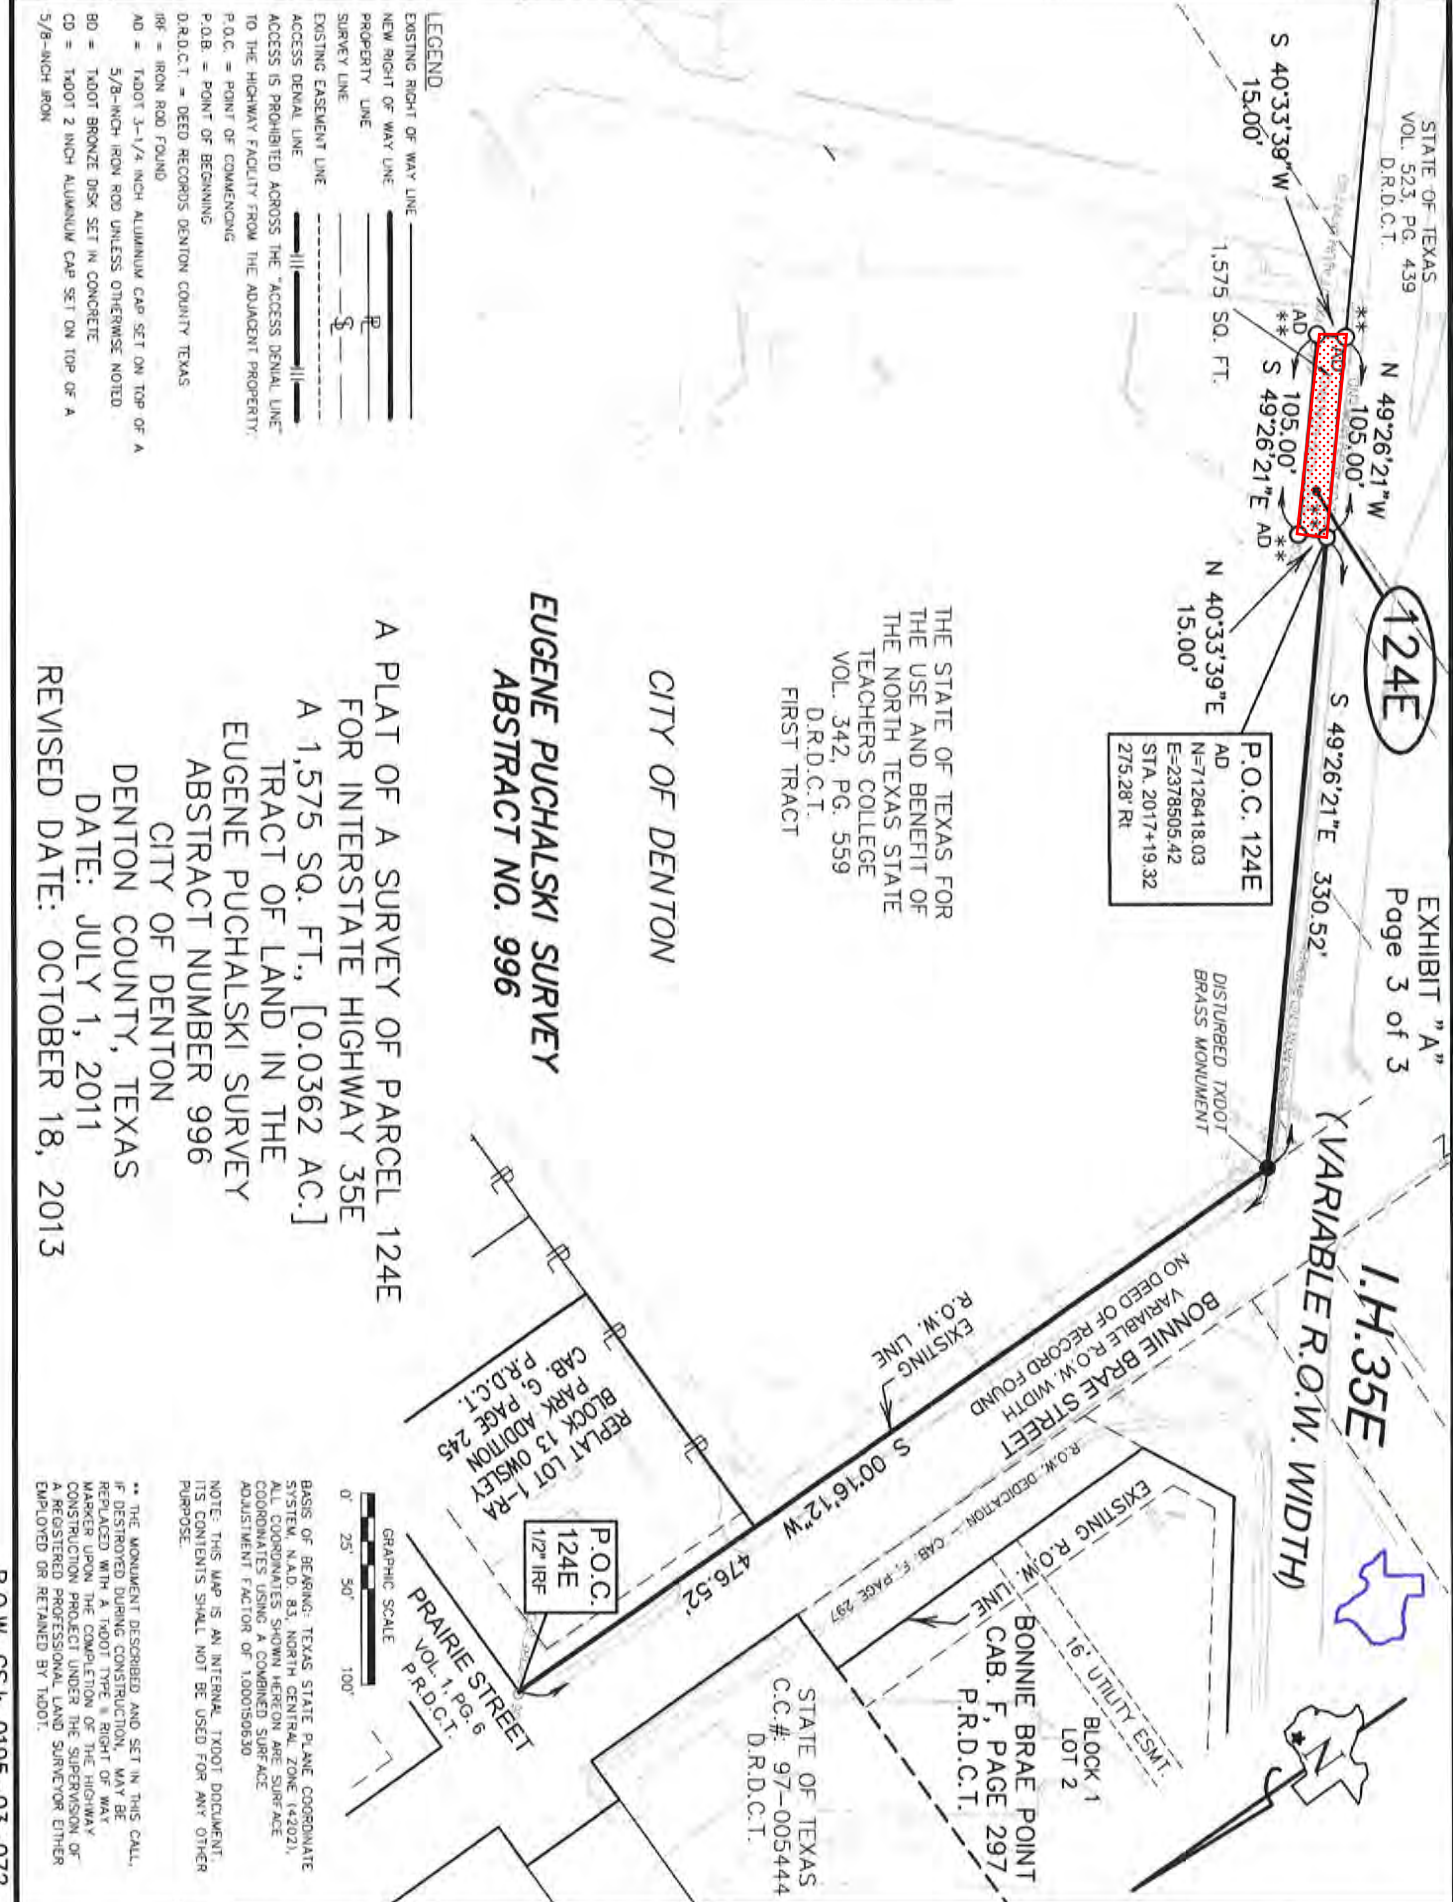 EXHIBIT "A"
Page 3 of 3
I.H.35E
(VARIABLE R.O.W. WIDTH)
STATE OF TEXAS
VOL. 523, PG. 439
D.R.D.C.T.
N 49°26'21"W
105.00'
124E
S 49°26'21"E 330.52'
S 40°33'39"W
15.00'
**
AD
AD
**
105.00'
S 49°26'21"E
AD
**
1,575 SQ. FT.
N 40°33'39"E
15.00'
P.O.C. 124E
AD
N=7126418.03
E=2378505.42
STA. 2017+19.32
275.28' Rt
DISTURBED TXDOT
BRASS MONUMENT
THE STATE OF TEXAS FOR
THE USE AND BENEFIT OF
THE NORTH TEXAS STATE
TEACHERS COLLEGE
VOL. 342, PG. 559
D.R.D.C.T.
FIRST TRACT
CITY OF DENTON
EUGENE PUCHALSKI SURVEY
ABSTRACT NO. 996
EXISTING
R.O.W. LINE
BONNIE BRAE STREET
VARIABLE R.O.W. WIDTH
NO DEED OF RECORD FOUND
S 00°16'12"W
476.52'
R.O.W. DEDICATION - CAB. F, PAGE 297
EXISTING R.O.W. LINE
16' UTILITY ESMT.
BLOCK 1
LOT 2
BONNIE BRAE POINT
CAB. F, PAGE 297
P.R.D.C.T.
STATE OF TEXAS
C.C.#: 97-005444
D.R.D.C.T.
N
REPLAT LOT 1-R4
BLOCK 13 OWSLEY
PARK ADDITION
CAB. G, PAGE 245
P.R.D.C.T.
P.O.C.
124E
1/2" IRF
PRAIRIE STREET
VOL. 1, PG. 6
P.R.D.C.T.
LEGEND
EXISTING RIGHT OF WAY LINE
NEW RIGHT OF WAY LINE
PROPERTY LINE
SURVEY LINE
EXISTING EASEMENT LINE
ACCESS DENIAL LINE
ACCESS IS PROHIBITED ACROSS THE "ACCESS DENIAL LINE"
TO THE HIGHWAY FACILITY FROM THE ADJACENT PROPERTY.
P.O.C. = POINT OF COMMENCING
P.O.B. = POINT OF BEGINNING
D.R.D.C.T. = DEED RECORDS DENTON COUNTY TEXAS
IRF = IRON ROD FOUND
AD = TxDOT 3-1/4 INCH ALUMINUM CAP SET ON TOP OF A
5/8-INCH IRON ROD UNLESS OTHERWISE NOTED
BD = TxDOT BRONZE DISK SET IN CONCRETE
CD = TxDOT 2 INCH ALUMINUM CAP SET ON TOP OF A
5/8-INCH IRON
A PLAT OF A SURVEY OF PARCEL 124E
FOR INTERSTATE HIGHWAY 35E
A 1,575 SQ. FT., [0.0362 AC.]
TRACT OF LAND IN THE
EUGENE PUCHALSKI SURVEY
ABSTRACT NUMBER 996
CITY OF DENTON
DENTON COUNTY, TEXAS
DATE: JULY 1, 2011
REVISED DATE: OCTOBER 18, 2013
GRAPHIC SCALE
0' 25' 50' 100'
BASIS OF BEARING: TEXAS STATE PLANE COORDINATE
SYSTEM, N.A.D. 83, NORTH CENTRAL ZONE (4202),
ALL COORDINATES SHOWN HEREON ARE SURFACE
COORDINATES USING A COMBINED SURFACE
ADJUSTMENT FACTOR OF 1.000150630
NOTE: THIS MAP IS AN INTERNAL TXDOT DOCUMENT.
ITS CONTENTS SHALL NOT BE USED FOR ANY OTHER
PURPOSE.
** THE MONUMENT DESCRIBED AND SET IN THIS CALL,
IF DESTROYED DURING CONSTRUCTION, MAY BE
REPLACED WITH A TxDOT TYPE II RIGHT OF WAY
MARKER UPON THE COMPLETION OF THE HIGHWAY
CONSTRUCTION PROJECT UNDER THE SUPERVISION OF
A REGISTERED PROFESSIONAL LAND SURVEYOR EITHER
EMPLOYED OR RETAINED BY TxDOT.